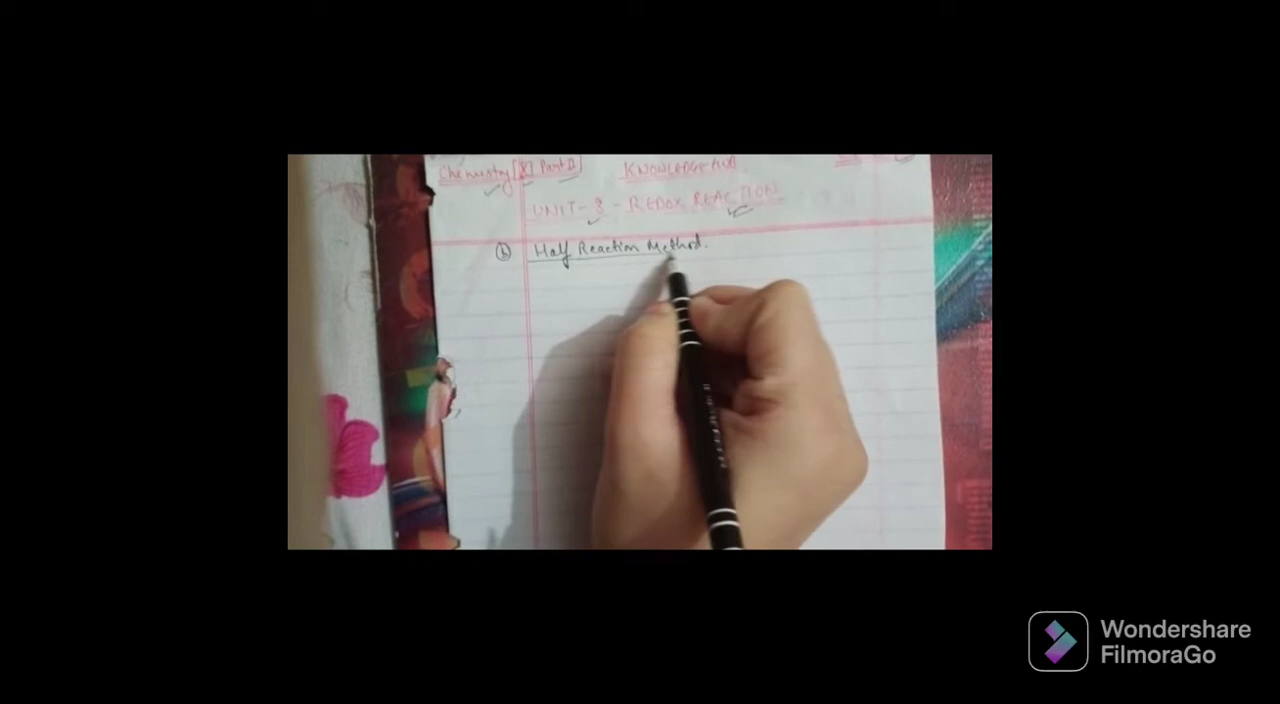 Chemistry [XI Part II] KNOWLEDGE HUB
UNIT - 8 - REDOX REACTION
(b) Half Reaction Method.
Wondershare
FilmoraGo